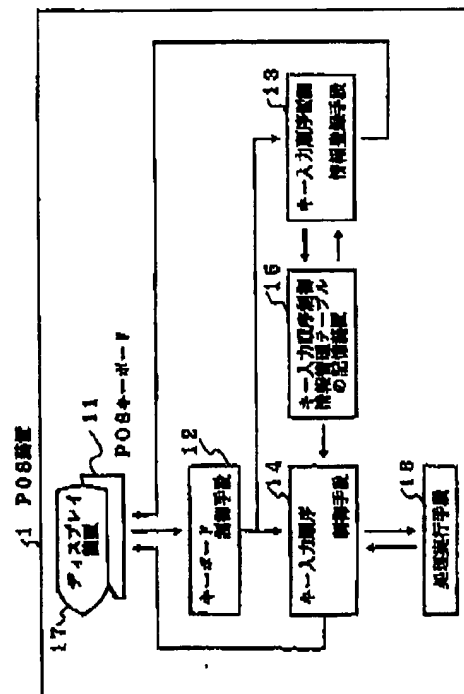 1 POS装置
17
ディスプレイ
装置
11
POSキーボード
12
キーボード
制御手段
14
キー入力順序
制御手段
16
キー入力順序制御
情報管理テーブル
の記憶装置
13
キー入力順序制御
情報登録手段
処理実行手段